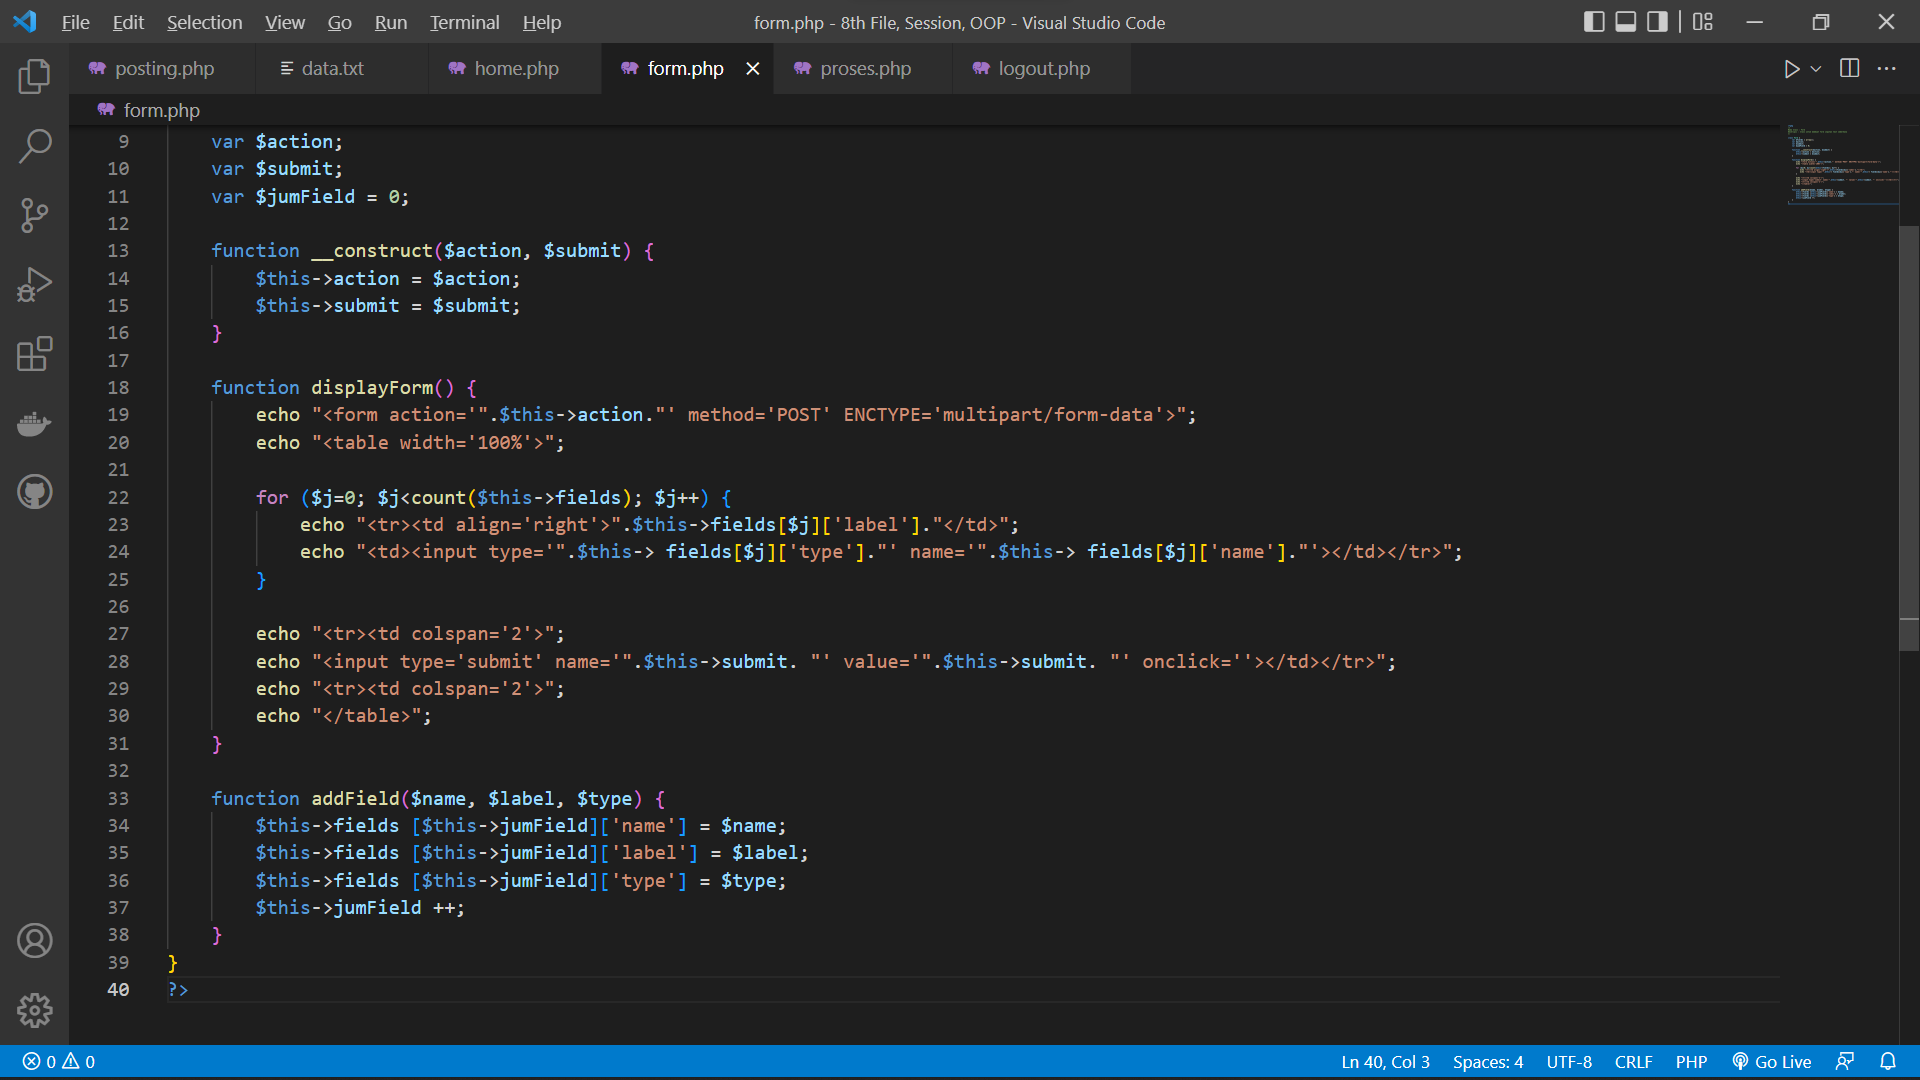 File Edit Selection View Go Run Terminal Help form.php - 8th File, Session, OOP - Visual Studio Code
posting.php data.txt home.php form.php proses.php logout.php
form.php
9 var $action;
10 var $submit;
11 var $jumField = 0;
12
13 function __construct($action, $submit) {
14 $this->action = $action;
15 $this->submit = $submit;
16 }
17
18 function displayForm() {
19 echo "<form action='".$this->action."' method='POST' ENCTYPE='multipart/form-data'>";
20 echo "<table width='100%'>";
21
22 for ($j=0; $j<count($this->fields); $j++) {
23 echo "<tr><td align='right'>".$this->fields[$j]['label']."</td>";
24 echo "<td><input type='".$this-> fields[$j]['type']."' name='".$this-> fields[$j]['name']."'></td></tr>";
25 }
26
27 echo "<tr><td colspan='2'>";
28 echo "<input type='submit' name='".$this->submit. "' value='".$this->submit. "' onclick=''></td></tr>";
29 echo "<tr><td colspan='2'>";
30 echo "</table>";
31 }
32
33 function addField($name, $label, $type) {
34 $this->fields [$this->jumField]['name'] = $name;
35 $this->fields [$this->jumField]['label'] = $label;
36 $this->fields [$this->jumField]['type'] = $type;
37 $this->jumField ++;
38 }
39 }
40 ?>
0 0 Ln 40, Col 3 Spaces: 4 UTF-8 CRLF PHP Go Live